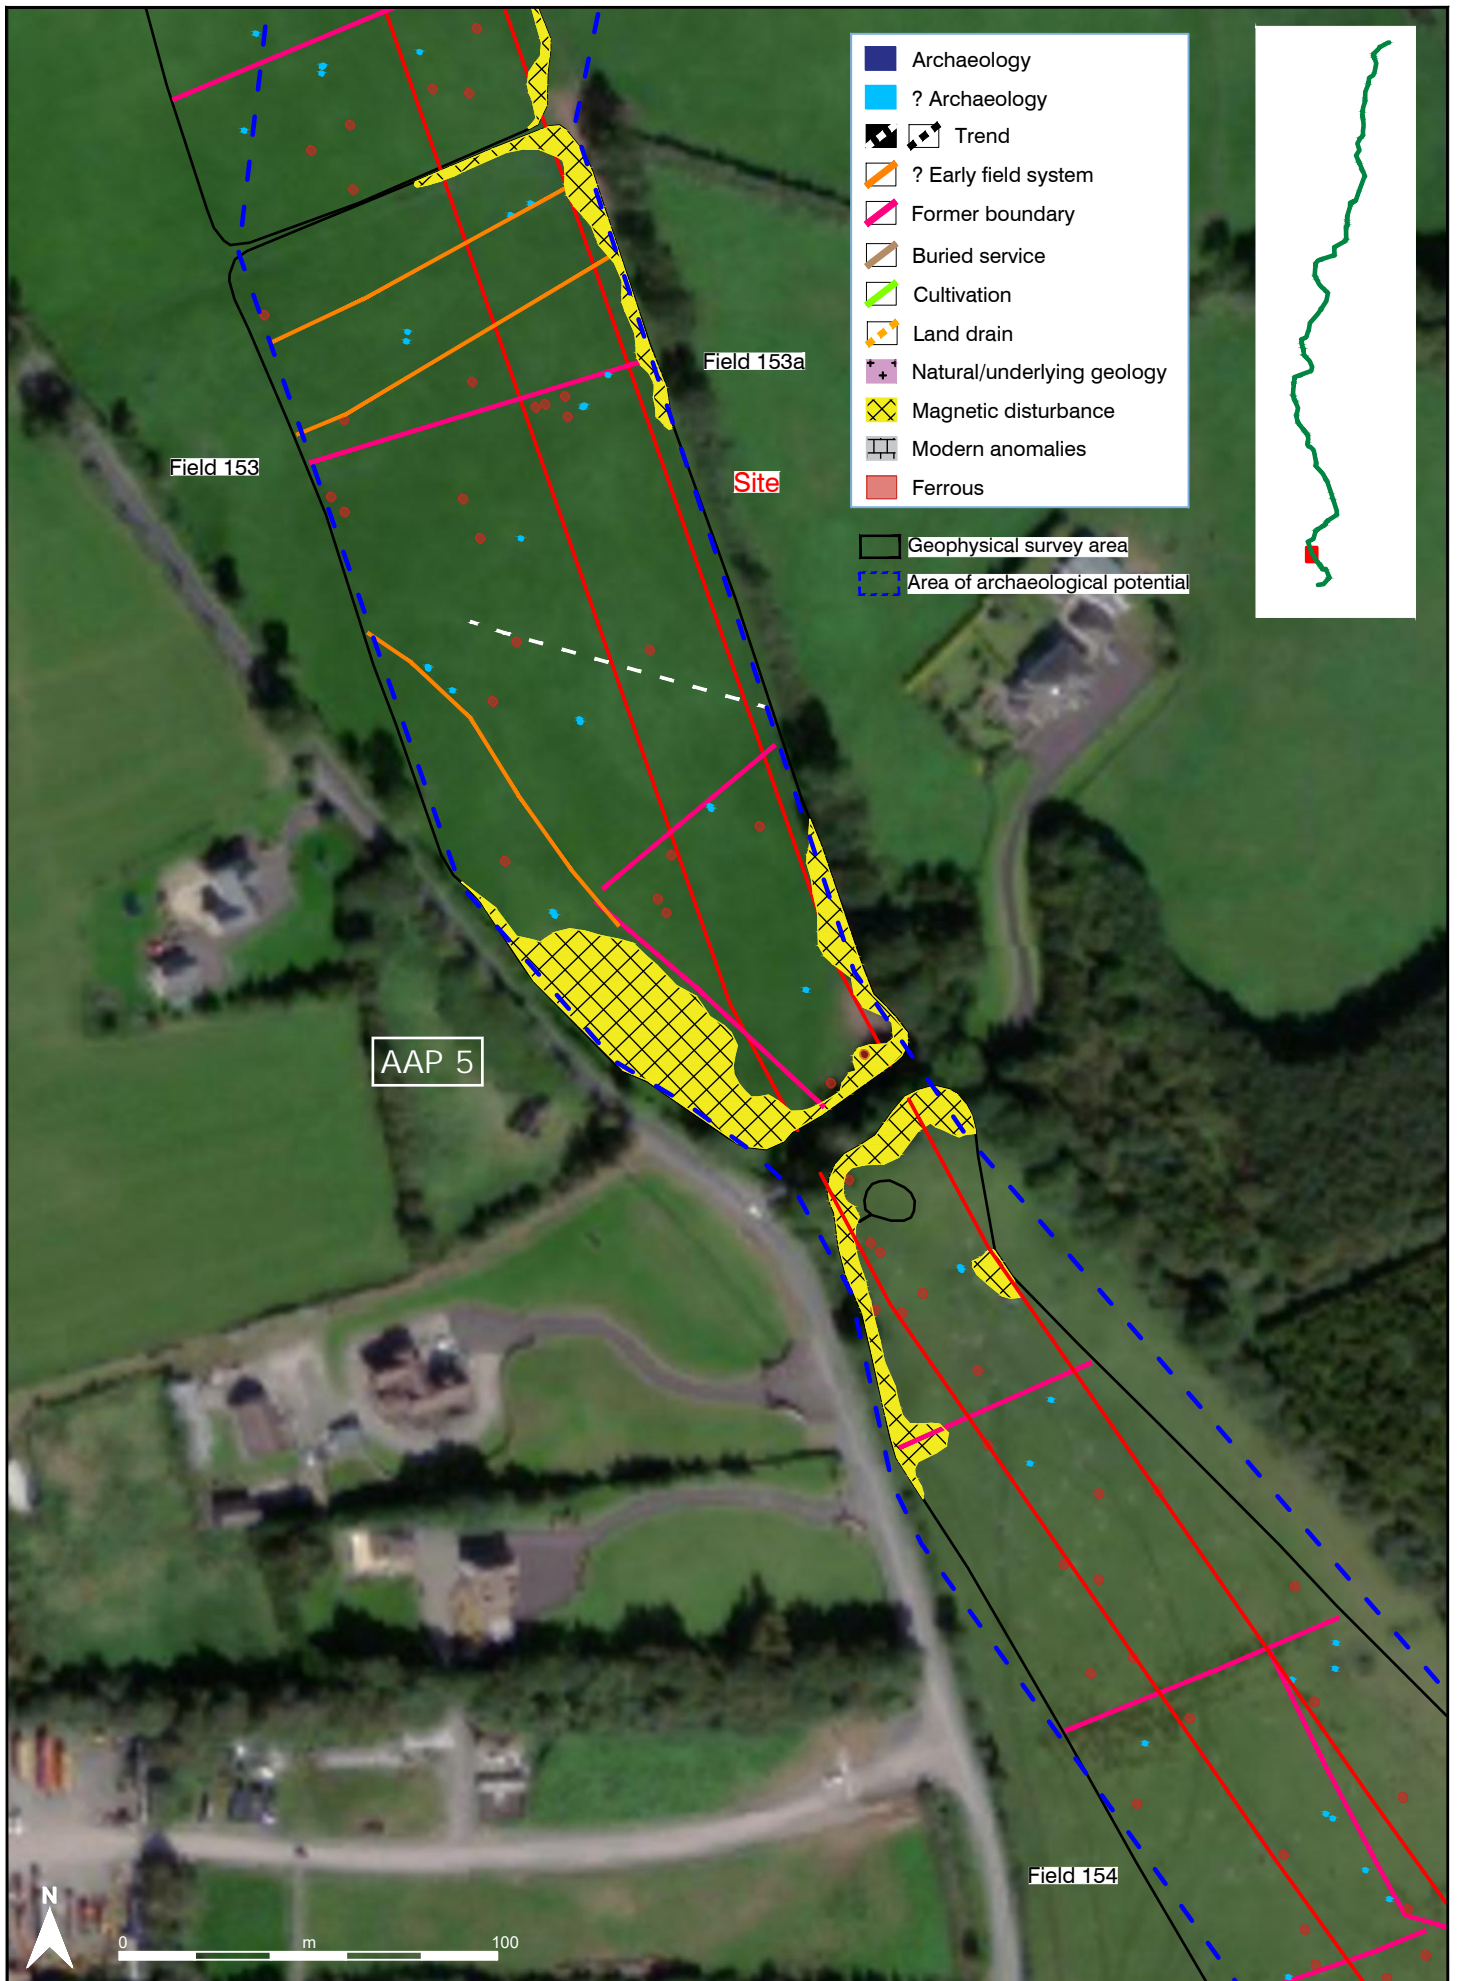 Archaeology
? Archaeology
Trend
? Early field system
Former boundary
Buried service
Cultivation
Land drain
Natural/underlying geology
Magnetic disturbance
Modern anomalies
Ferrous
Geophysical survey area
Area of archaeological potential
Field 153a
Field 153
Site
AAP 5
Field 154
N
0 m 100